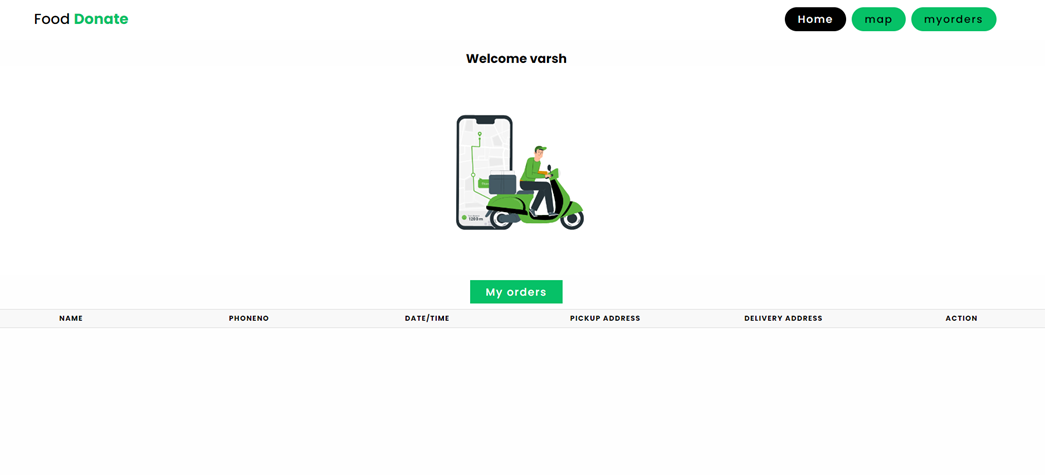 Food Donate
Home
map
myorders
Welcome varsh
My orders
NAME PHONENO DATE/TIME PICKUP ADDRESS DELIVERY ADDRESS ACTION